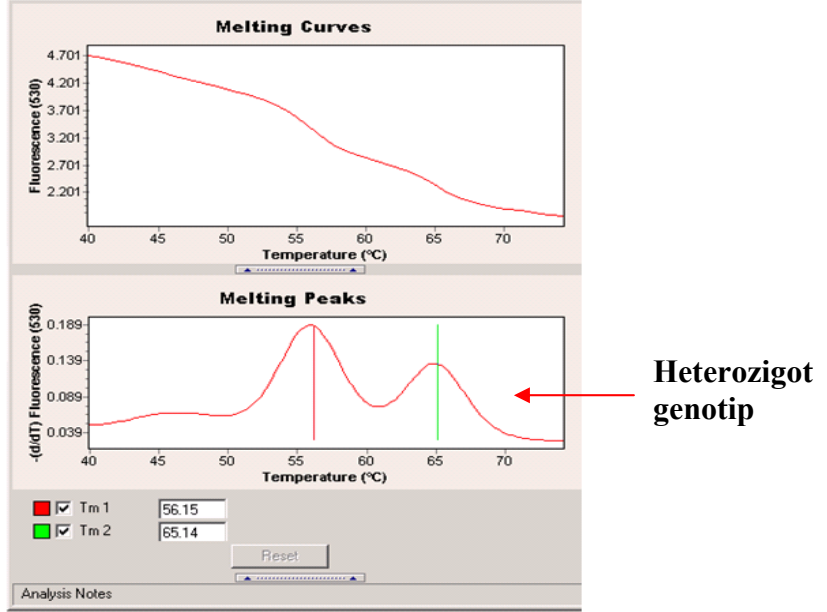 Melting Curves
Fluorescence (530)
4.701
4.201
3.701
3.201
2.701
2.201
40 45 50 55 60 65 70
Temperature (°C)
Melting Peaks
-(d/dT) Fluorescence (530)
0.189
0.139
0.089
0.039
40 45 50 55 60 65 70
Temperature (°C)
Heterozigot
genotip
Tm 1 56.15
Tm 2 65.14
Reset
Analysis Notes